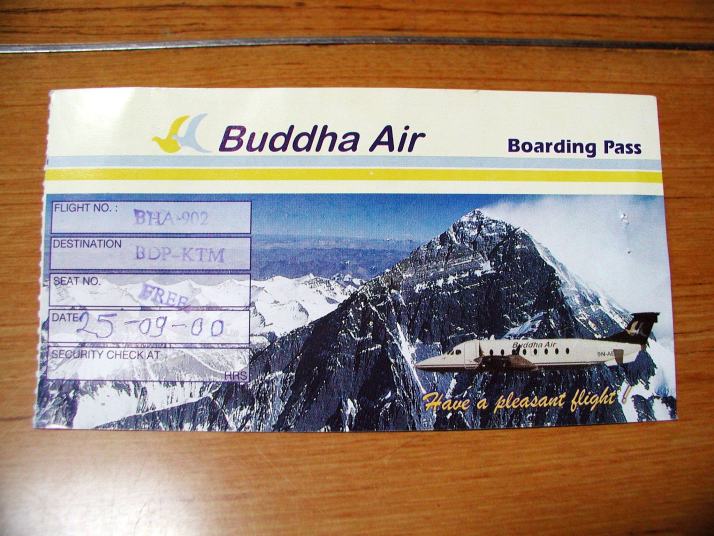 Buddha Air
Boarding Pass
FLIGHT NO. : BHA-902
DESTINATION BDP-KTM
SEAT NO. FREE
DATE 25-09-00
SECURITY CHECK AT
HRS
Buddha Air
Have a pleasant flight !